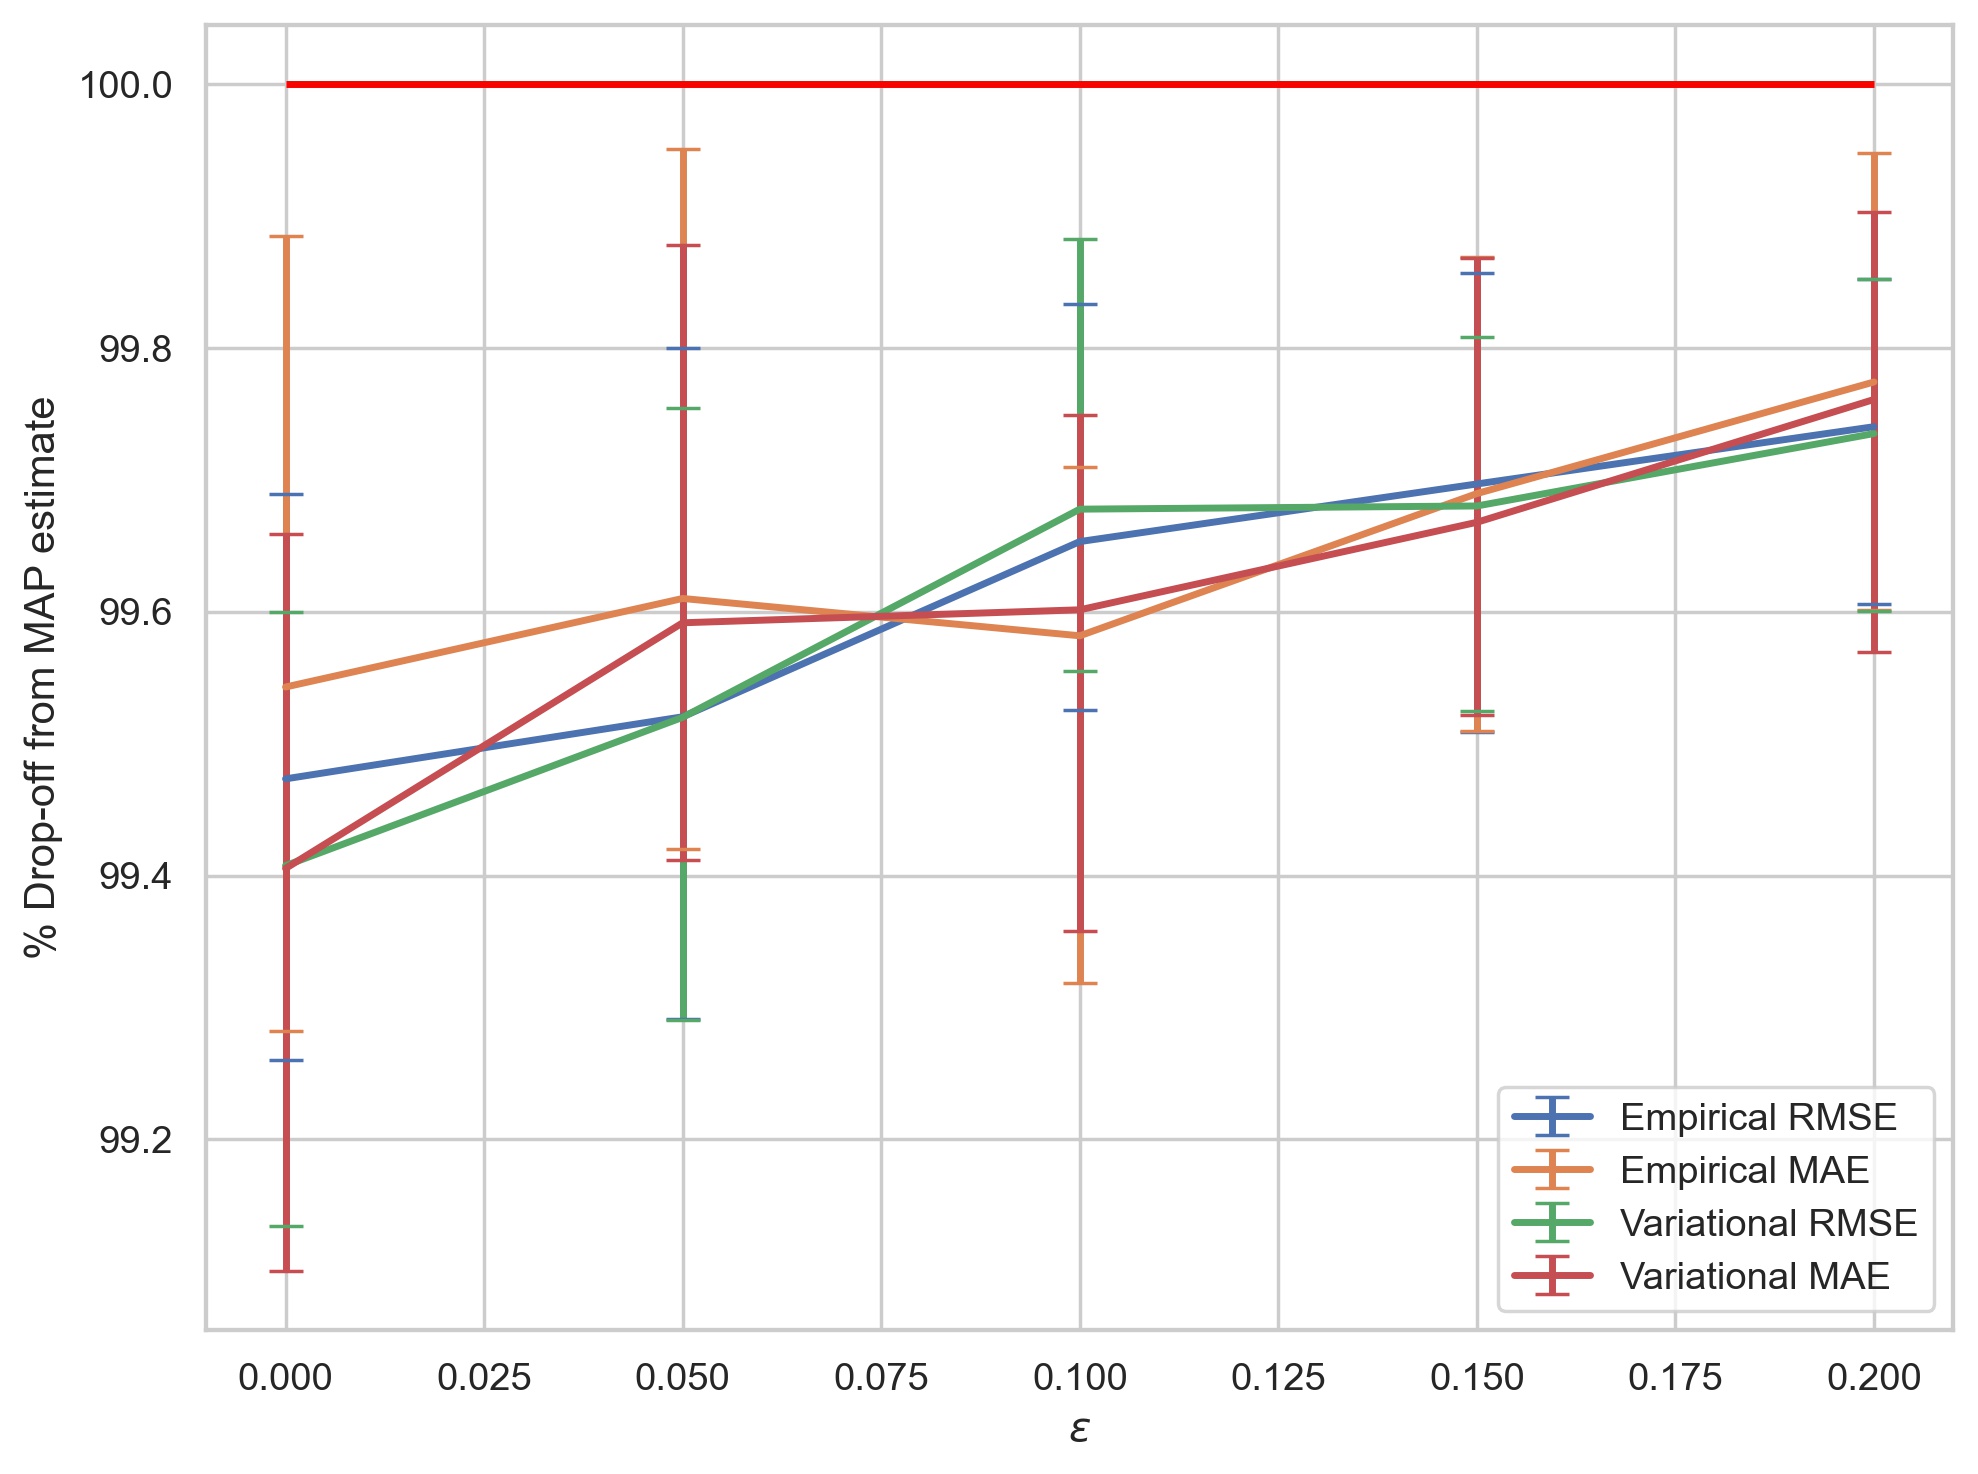 % Drop-off from MAP estimate
100.0
99.8
99.6
99.4
99.2
0.000 0.025 0.050 0.075 0.100 0.125 0.150 0.175 0.200
ε
Empirical RMSE
Empirical MAE
Variational RMSE
Variational MAE